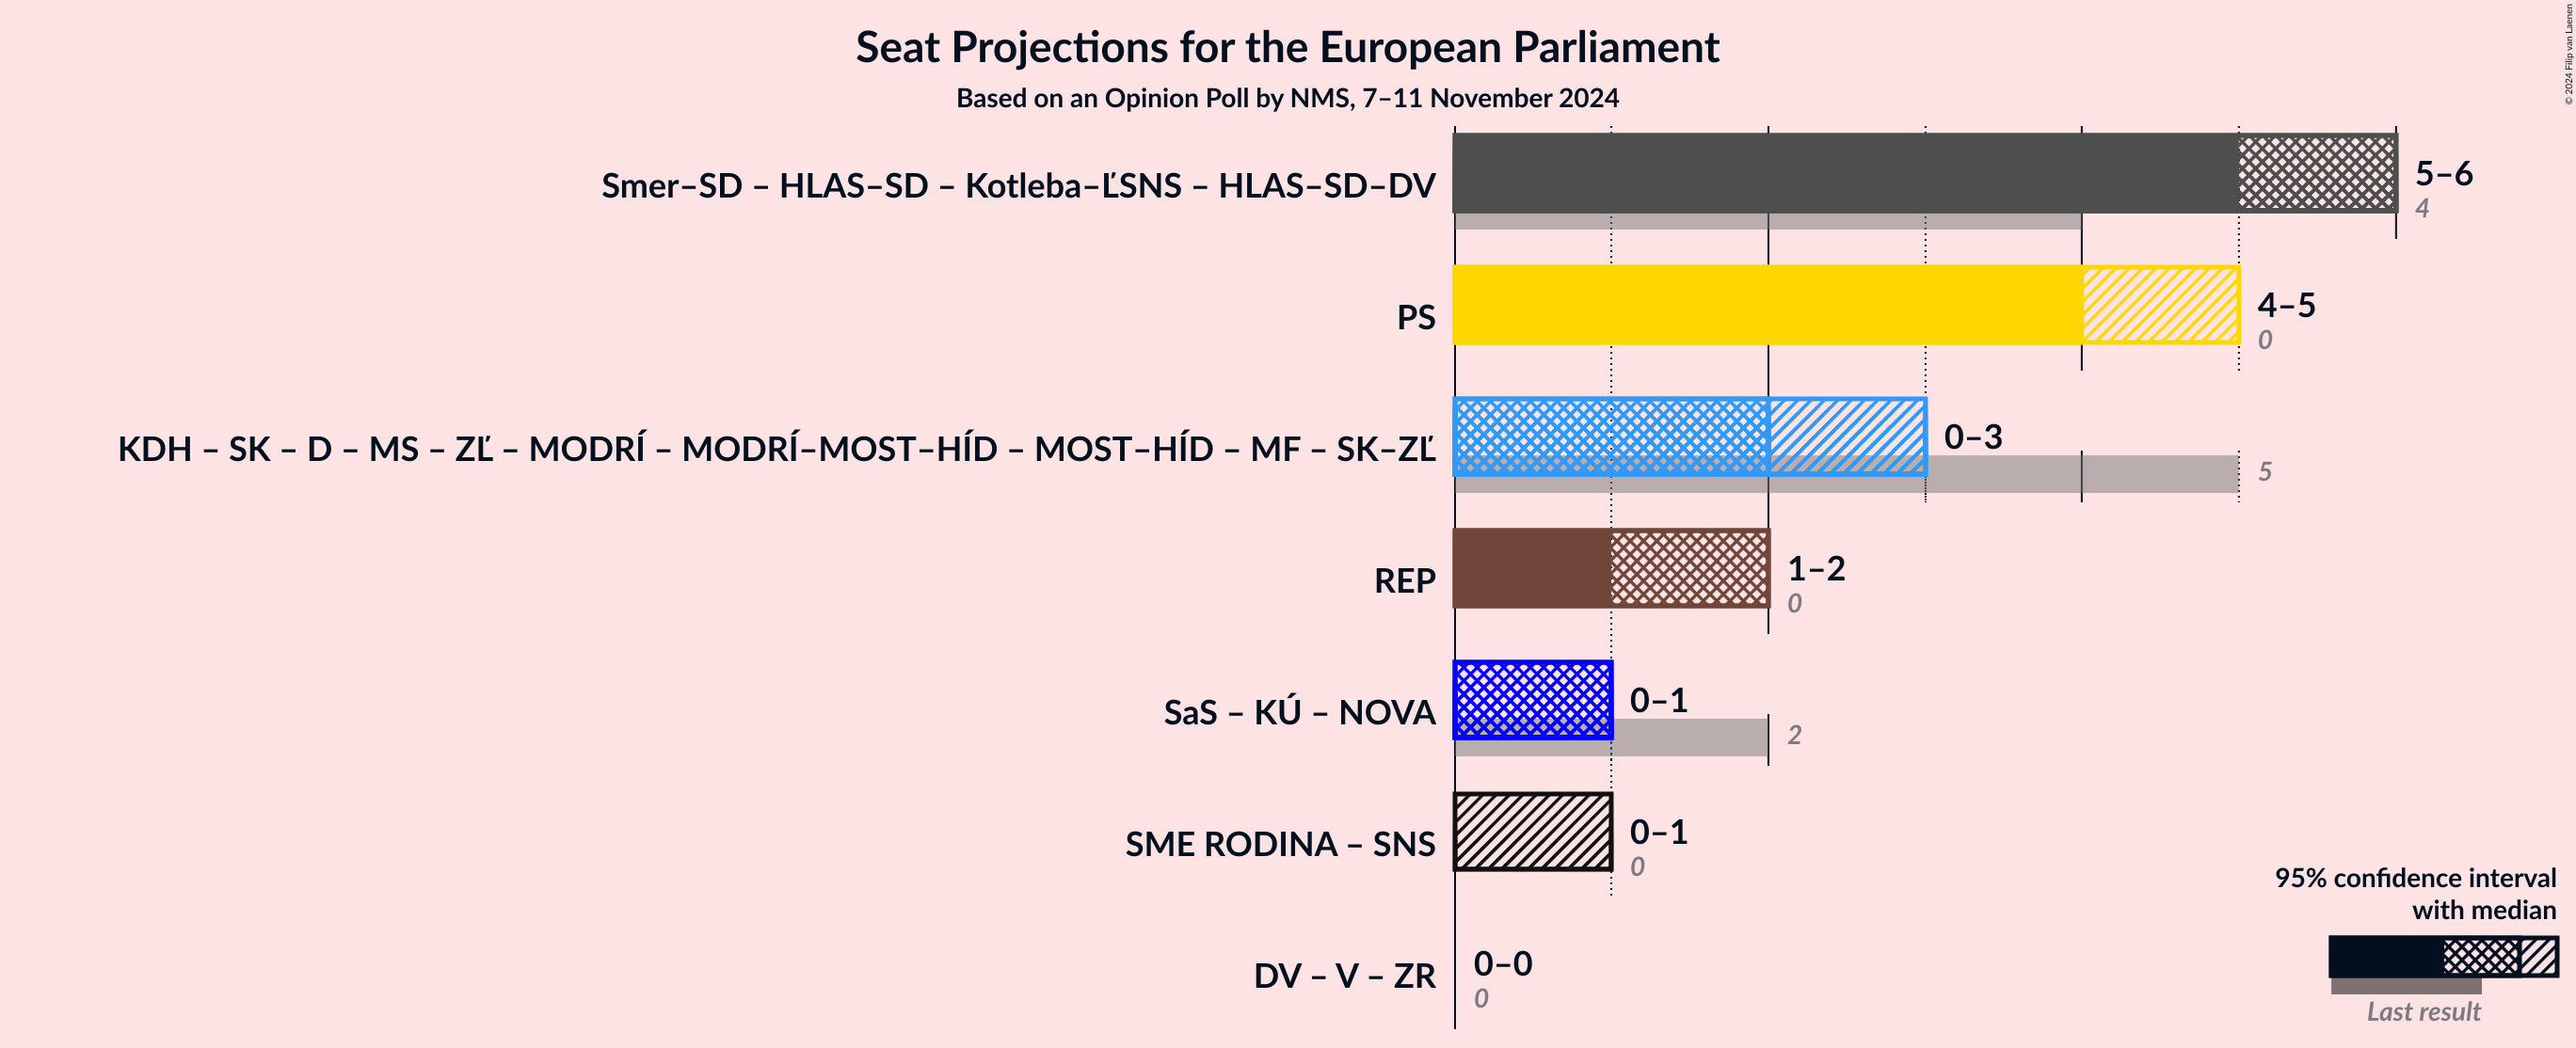 Seat Projections for the European Parliament
Based on an Opinion Poll by NMS, 7–11 November 2024
© 2024 Filip van Laenen
Smer–SD – HLAS–SD – Kotleba–ĽSNS – HLAS–SD–DV
5–6
4
PS
4–5
0
KDH – SK – D – MS – ZĽ – MODRÍ – MODRÍ–MOST–HÍD – MOST–HÍD – MF – SK–ZĽ
0–3
5
REP
1–2
0
SaS – KÚ – NOVA
0–1
2
SME RODINA – SNS
0–1
0
DV – V – ZR
0–0
0
95% confidence interval
with median
Last result